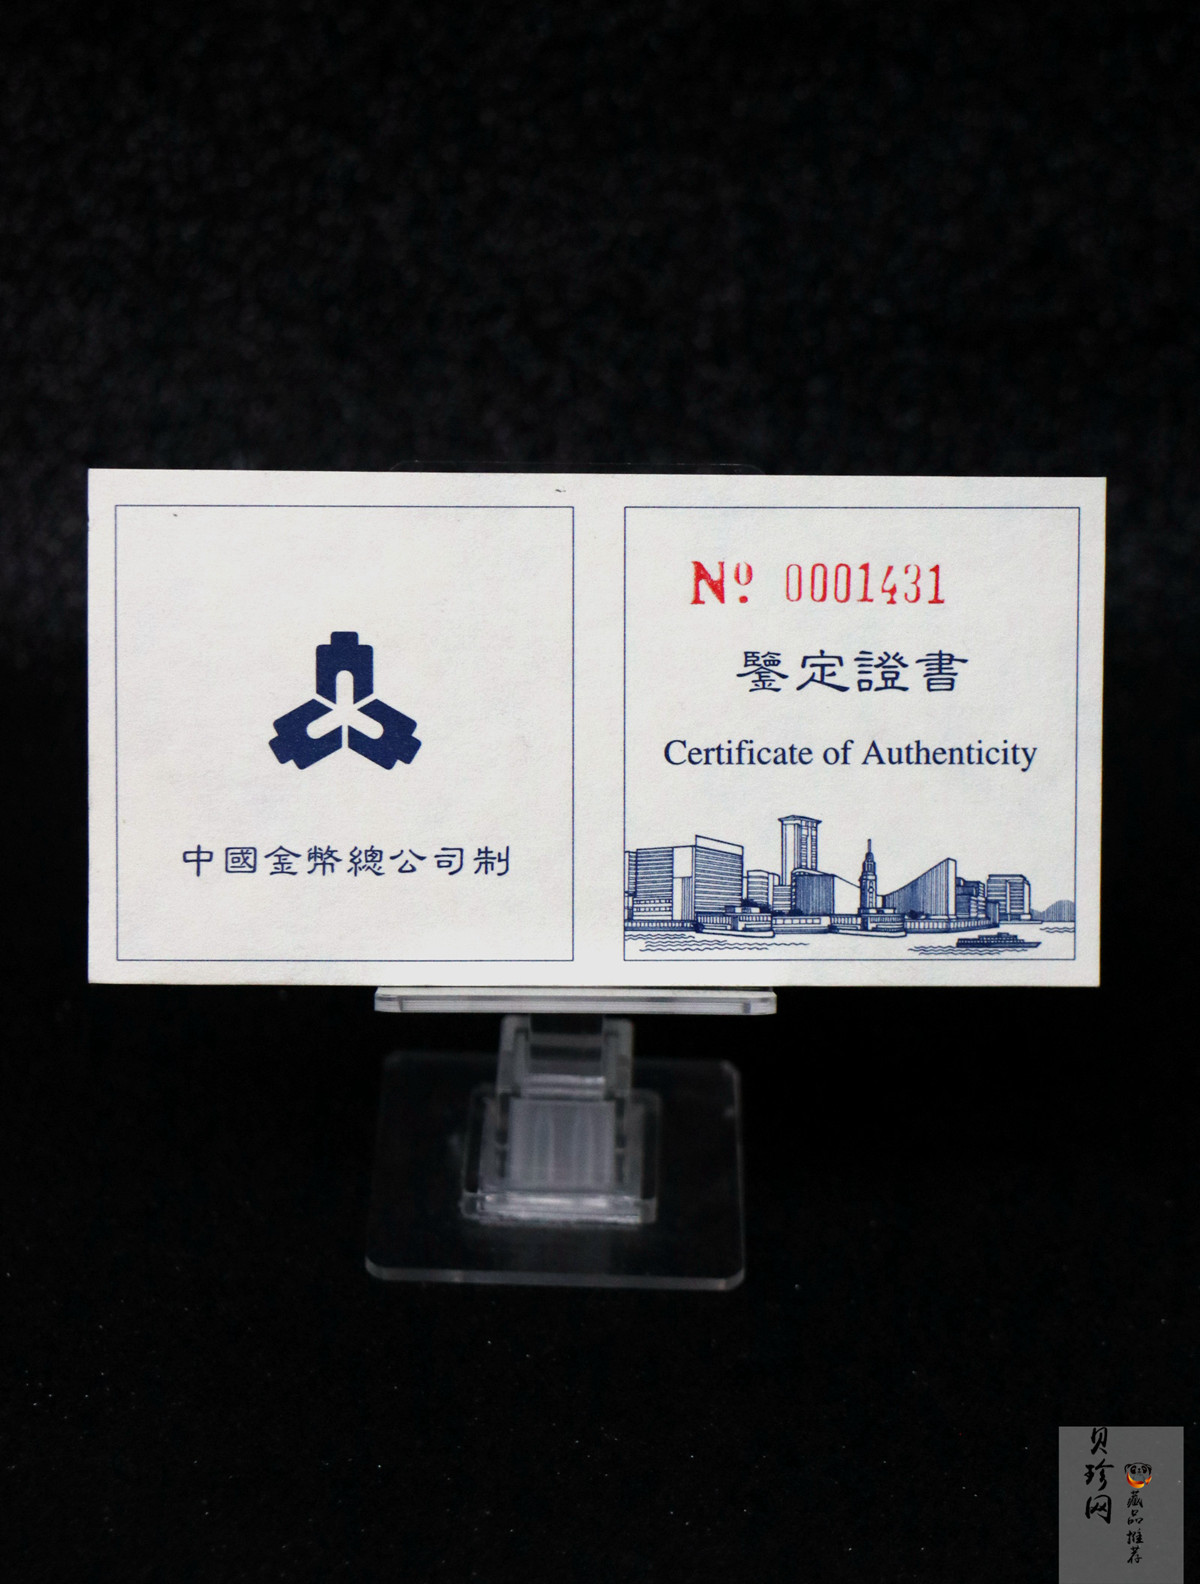 中國金幣總公司制
Nº 0001431
鑒定證書
Certificate of Authenticity
贝珍网
藏品推荐